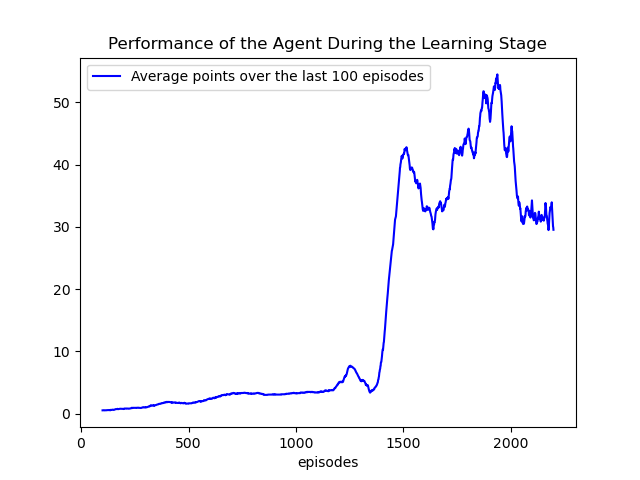 Performance of the Agent During the Learning Stage
Average points over the last 100 episodes
50
40
30
20
10
0
0 500 1000 1500 2000
episodes